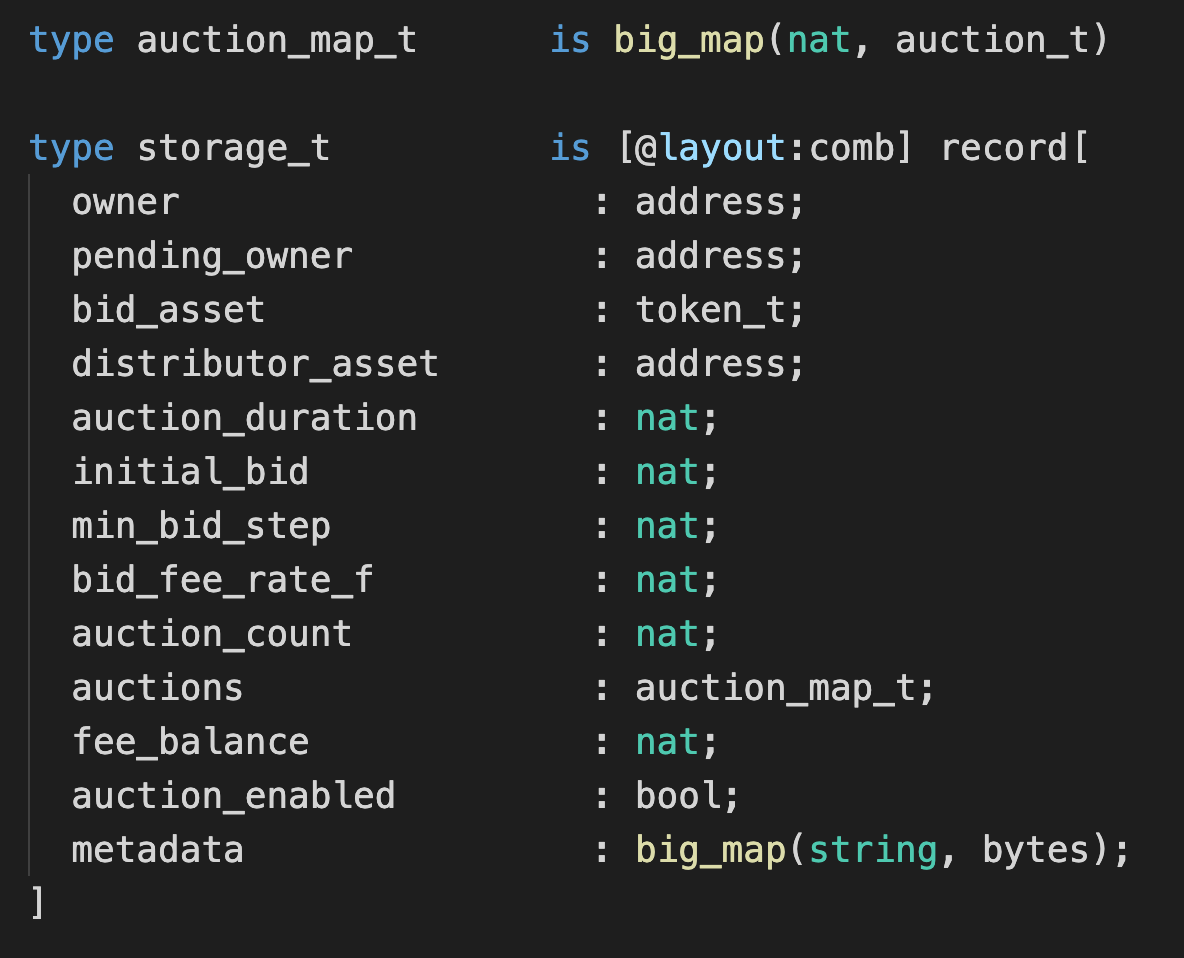 type auction_map_t      is big_map(nat, auction_t)

type storage_t          is [@layout:comb] record[
  owner                   : address;
  pending_owner           : address;
  bid_asset               : token_t;
  distributor_asset       : address;
  auction_duration        : nat;
  initial_bid             : nat;
  min_bid_step            : nat;
  bid_fee_rate_f          : nat;
  auction_count           : nat;
  auctions                : auction_map_t;
  fee_balance             : nat;
  auction_enabled         : bool;
  metadata                : big_map(string, bytes);
]